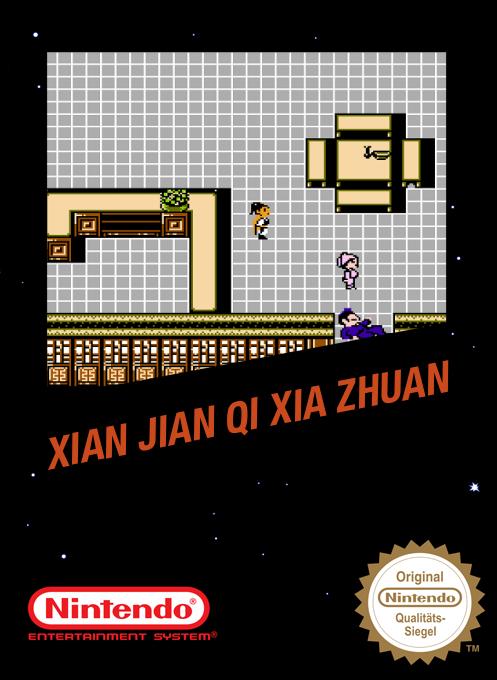 XIAN JIAN QI XIA ZHUAN
Nintendo®
ENTERTAINMENT SYSTEM®
Original
Nintendo
Qualitäts-
Siegel
TM